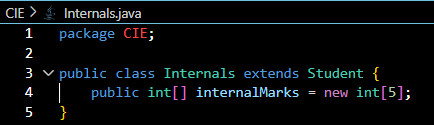 CIE > Internals.java
1 package CIE;
2
3 public class Internals extends Student {
4     public int[] internalMarks = new int[5];
5 }